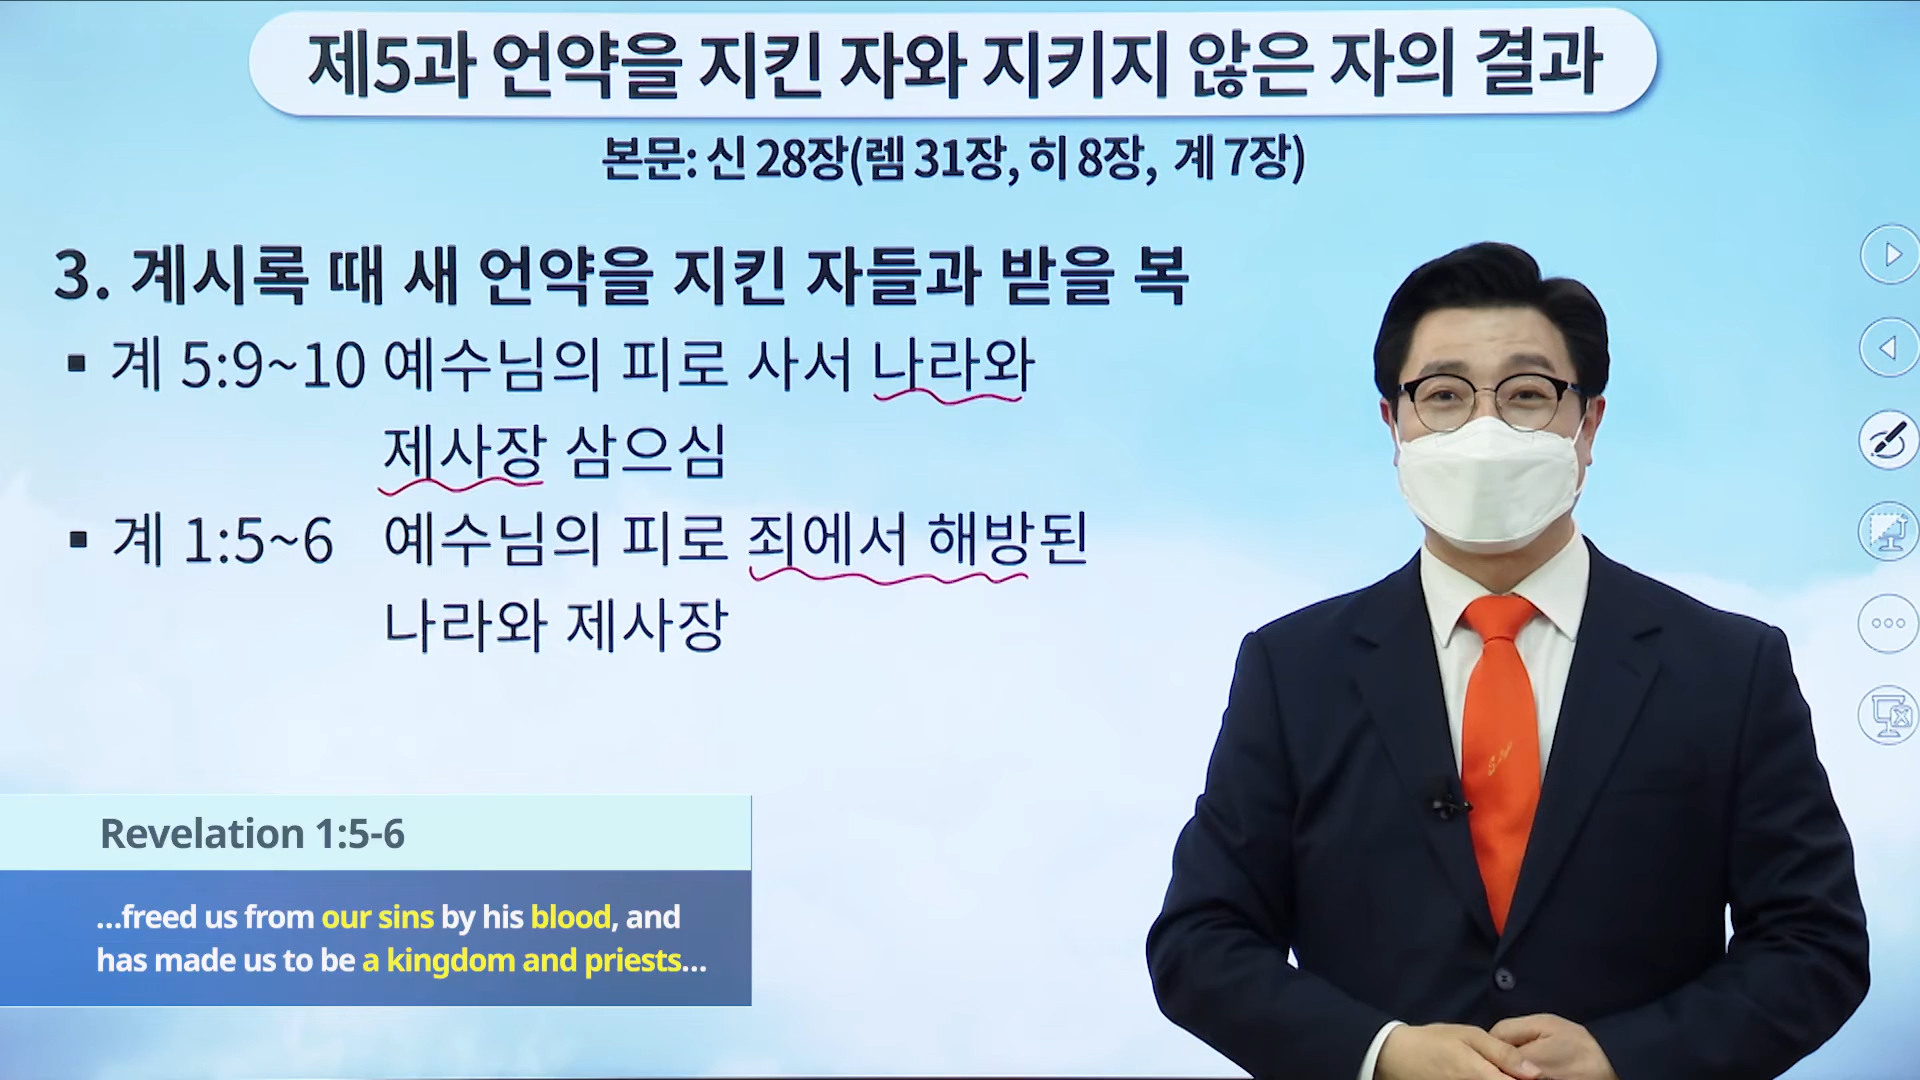 제5과 언약을 지킨 자와 지키지 않은 자의 결과
본문: 신 28장(렘 31장, 히 8장, 계 7장)
3. 계시록 때 새 언약을 지킨 자들과 받을 복
▪ 계 5:9~10 예수님의 피로 사서 나라와
제사장 삼으심
▪ 계 1:5~6 예수님의 피로 죄에서 해방된
나라와 제사장
Revelation 1:5-6
...freed us from our sins by his blood, and
has made us to be a kingdom and priests...